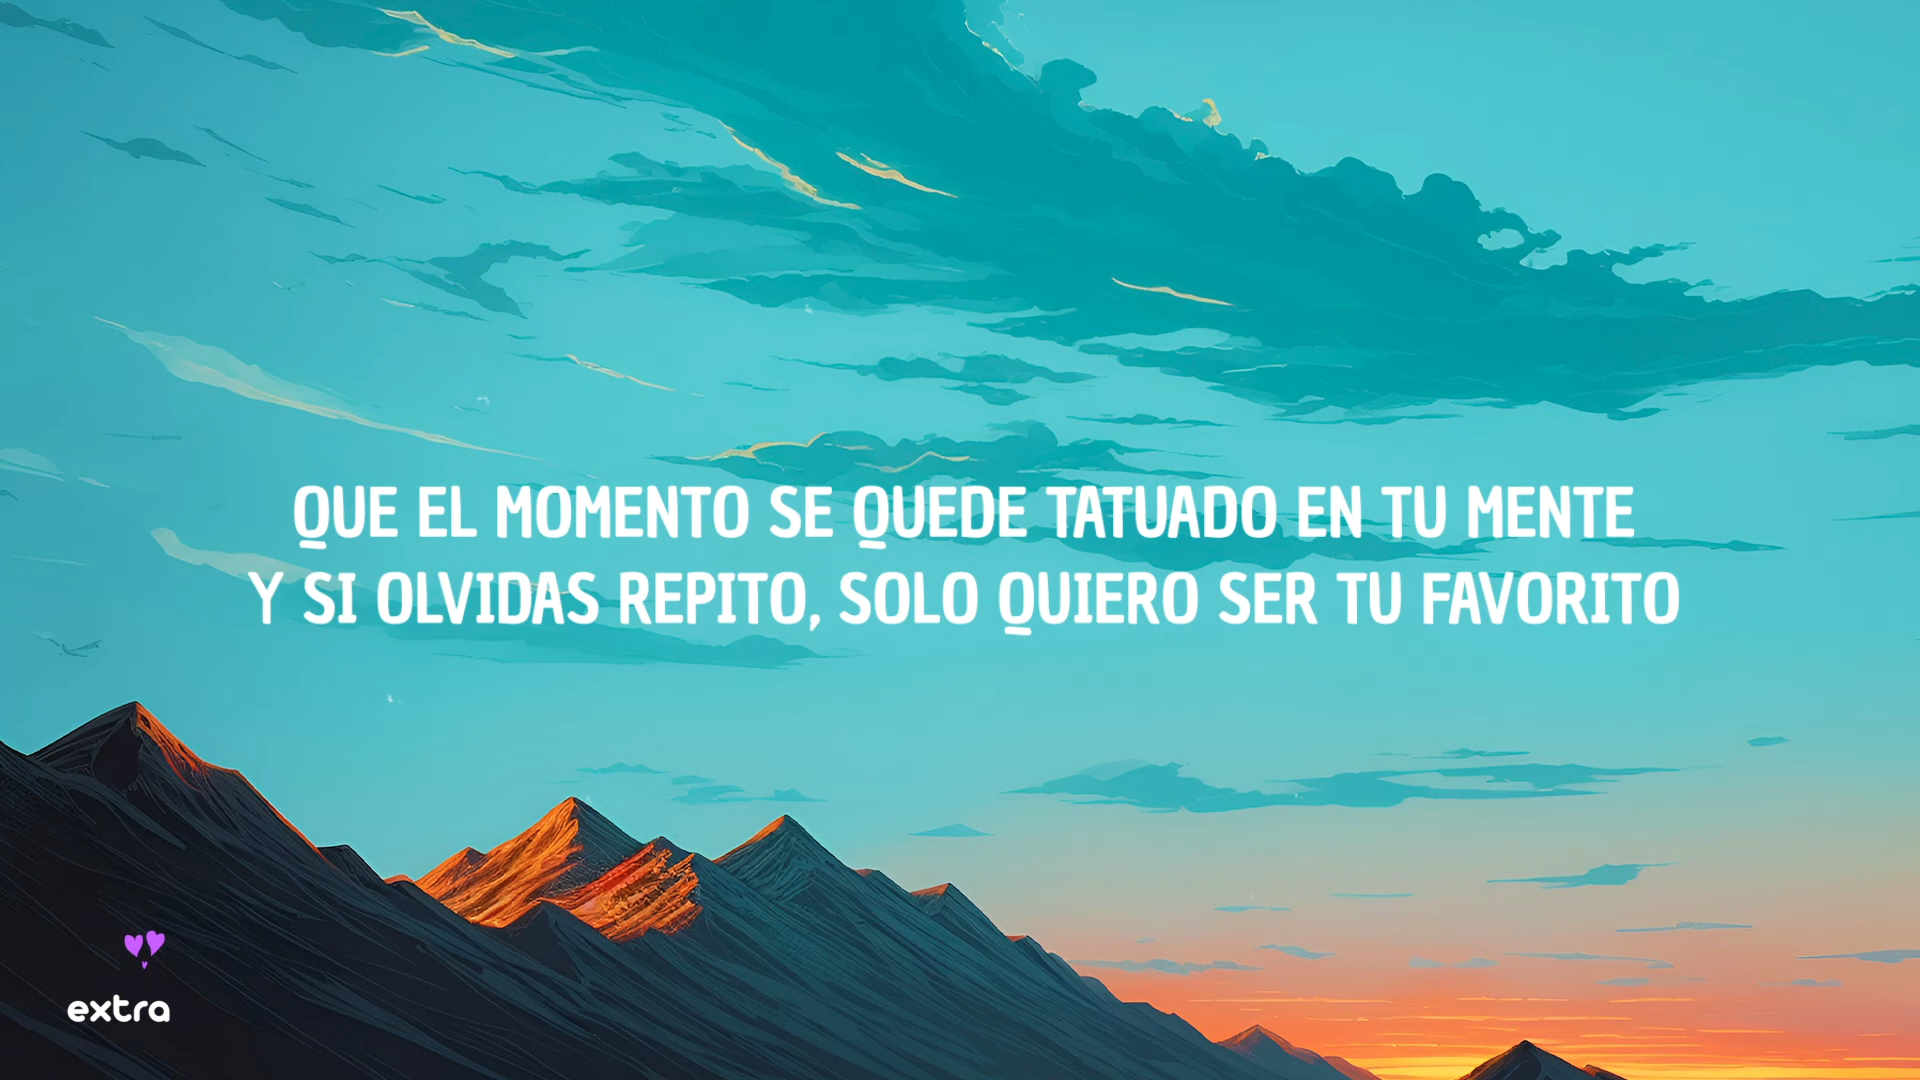 QUE EL MOMENTO SE QUEDE TATUADO EN TU MENTE
Y SI OLVIDAS REPITO, SOLO QUIERO SER TU FAVORITO
extra